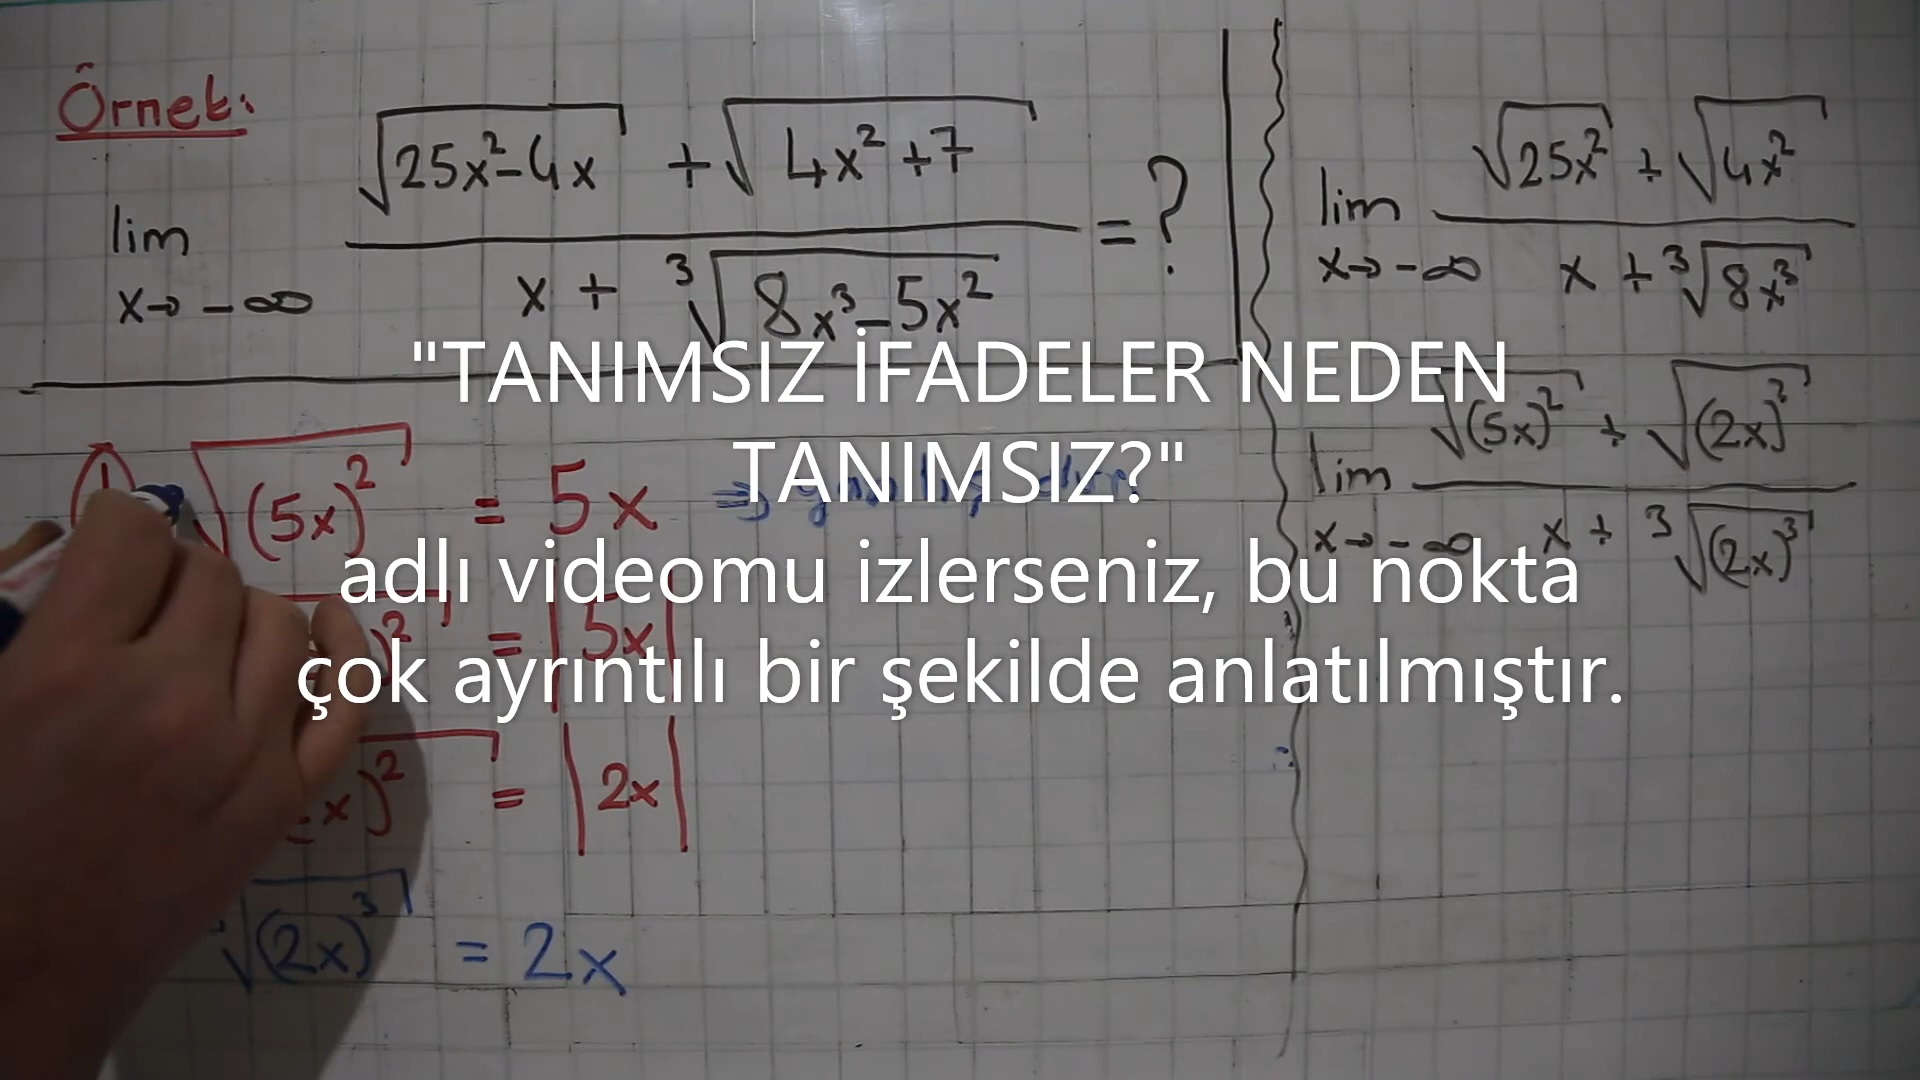 Örnek:
lim x→-∞ (√(25x²-4x) + √(4x²+7)) / (x + ³√(8x³-5x²)) = ?
lim x→-∞ (√(25x²) + √(4x²)) / (x + ³√(8x³))
lim x→-∞ (√((5x)²) + √((2x)²)) / (x + ³√((2x)³))
"TANIMSIZ İFADELER NEDEN
TANIMSIZ?"
adlı videomu izlerseniz, bu nokta
çok ayrıntılı bir şekilde anlatılmıştır.
√(5x)² = 5x ⇒
)² = |5x|
x)² = |2x|
√(2x)³ = 2x